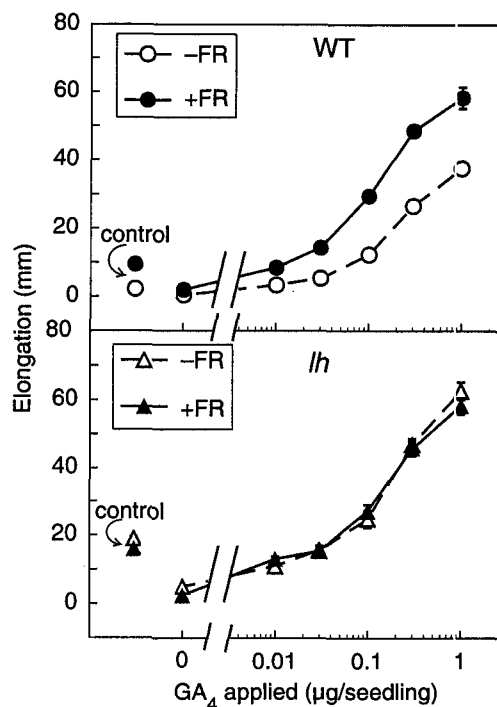 80
−FR
+FR
WT
60
40
20
control
0
Elongation (mm)
80
−FR
+FR
lh
60
40
20
control
0
0 0.01 0.1 1
GA4 applied (µg/seedling)